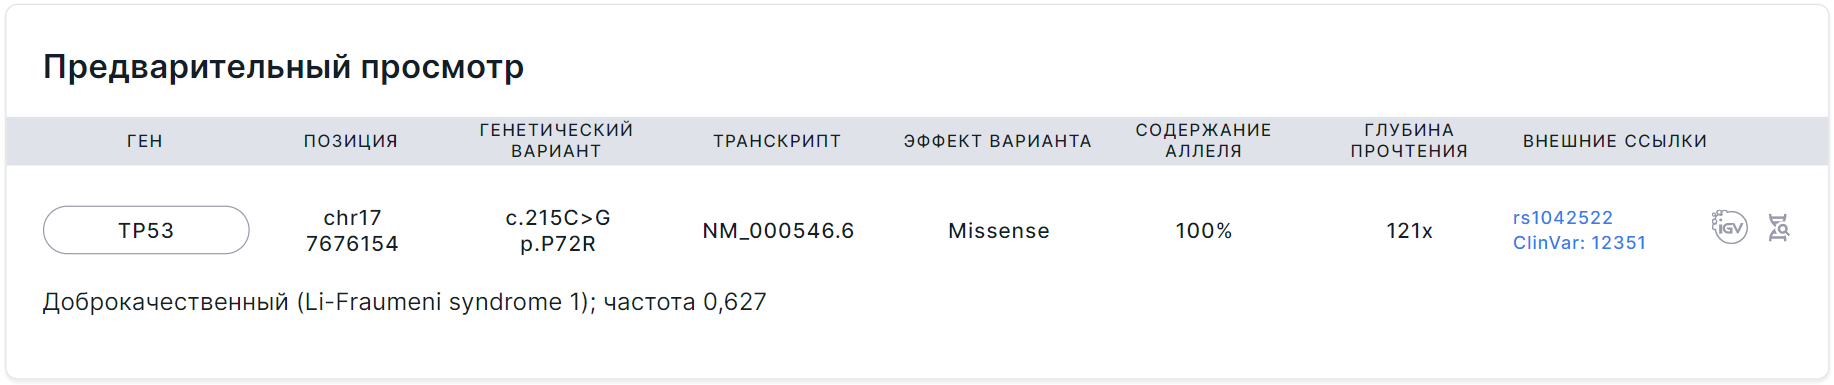 Предварительный просмотр
ГЕН
ПОЗИЦИЯ
ГЕНЕТИЧЕСКИЙ
ВАРИАНТ
ТРАНСКРИПТ
ЭФФЕКТ ВАРИАНТА
СОДЕРЖАНИЕ
АЛЛЕЛЯ
ГЛУБИНА
ПРОЧТЕНИЯ
ВНЕШНИЕ ССЫЛКИ
TP53
chr17
7676154
c.215C>G
p.P72R
NM_000546.6
Missense
100%
121x
rs1042522
ClinVar: 12351
IGV
Доброкачественный (Li-Fraumeni syndrome 1); частота 0,627